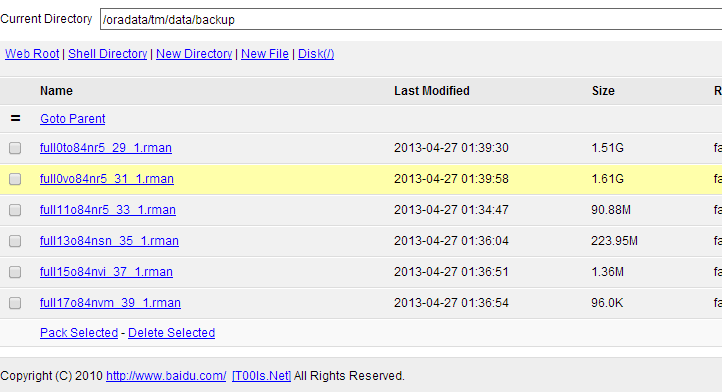 Current Directory /oradata/tm/data/backup
Web Root | Shell Directory | New Directory | New File | Disk(/)
Name Last Modified Size R
= Goto Parent
full0to84nr5_29_1.rman 2013-04-27 01:39:30 1.51G fa
full0vo84nr5_31_1.rman 2013-04-27 01:39:58 1.61G fa
full11o84nr5_33_1.rman 2013-04-27 01:34:47 90.88M fa
full13o84nsn_35_1.rman 2013-04-27 01:36:04 223.95M fa
full15o84nvi_37_1.rman 2013-04-27 01:36:51 1.36M fa
full17o84nvm_39_1.rman 2013-04-27 01:36:54 96.0K fa
Pack Selected - Delete Selected
Copyright (C) 2010 http://www.baidu.com/ [T00ls.Net] All Rights Reserved.